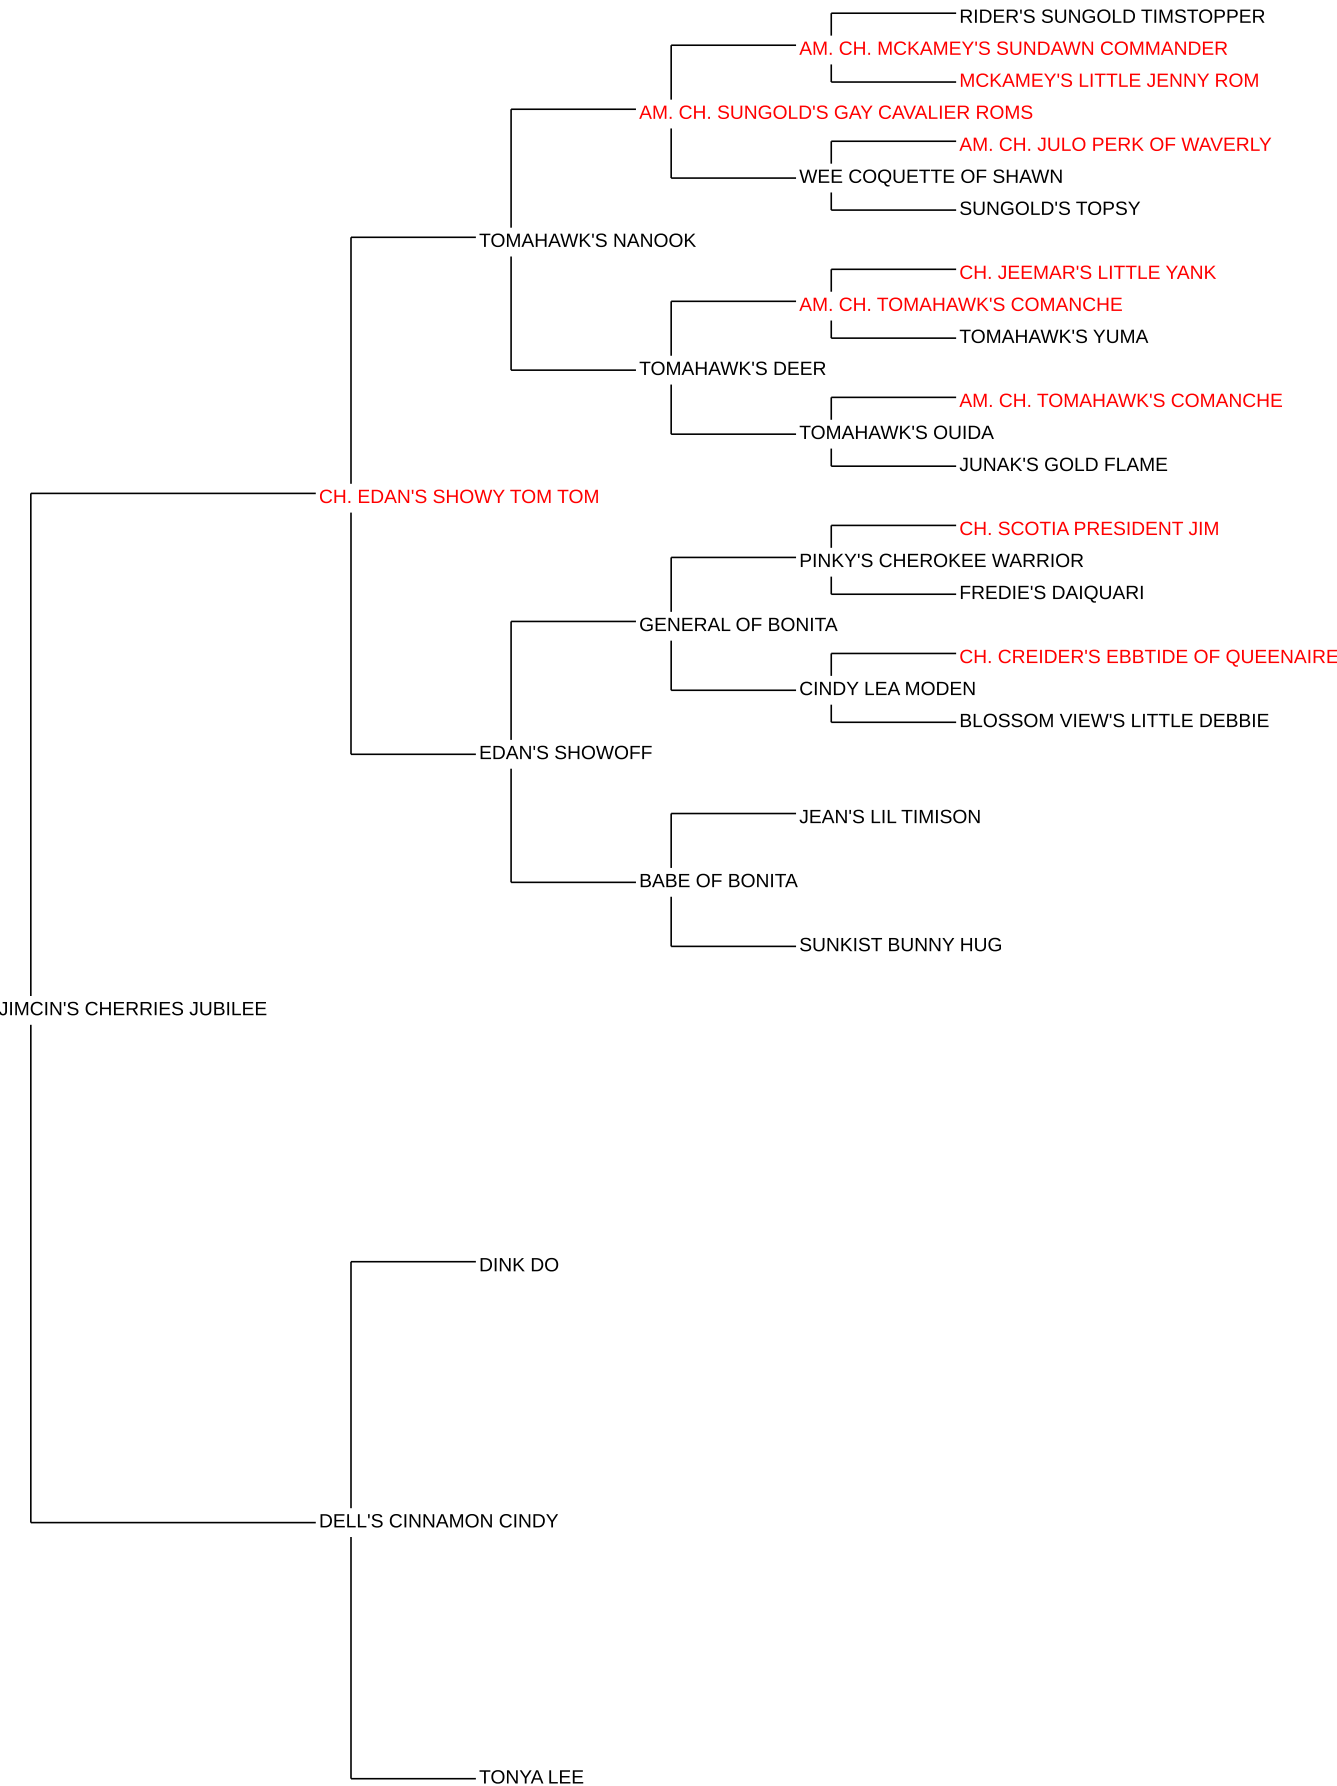 RIDER'S SUNGOLD TIMSTOPPER
AM. CH. MCKAMEY'S SUNDAWN COMMANDER
MCKAMEY'S LITTLE JENNY ROM
AM. CH. SUNGOLD'S GAY CAVALIER ROMS
AM. CH. JULO PERK OF WAVERLY
WEE COQUETTE OF SHAWN
SUNGOLD'S TOPSY
TOMAHAWK'S NANOOK
CH. JEEMAR'S LITTLE YANK
AM. CH. TOMAHAWK'S COMANCHE
TOMAHAWK'S YUMA
TOMAHAWK'S DEER
AM. CH. TOMAHAWK'S COMANCHE
TOMAHAWK'S OUIDA
JUNAK'S GOLD FLAME
CH. EDAN'S SHOWY TOM TOM
CH. SCOTIA PRESIDENT JIM
PINKY'S CHEROKEE WARRIOR
FREDIE'S DAIQUARI
GENERAL OF BONITA
CH. CREIDER'S EBBTIDE OF QUEENAIRE
CINDY LEA MODEN
BLOSSOM VIEW'S LITTLE DEBBIE
EDAN'S SHOWOFF
JEAN'S LIL TIMISON
BABE OF BONITA
SUNKIST BUNNY HUG
JIMCIN'S CHERRIES JUBILEE
DINK DO
DELL'S CINNAMON CINDY
TONYA LEE